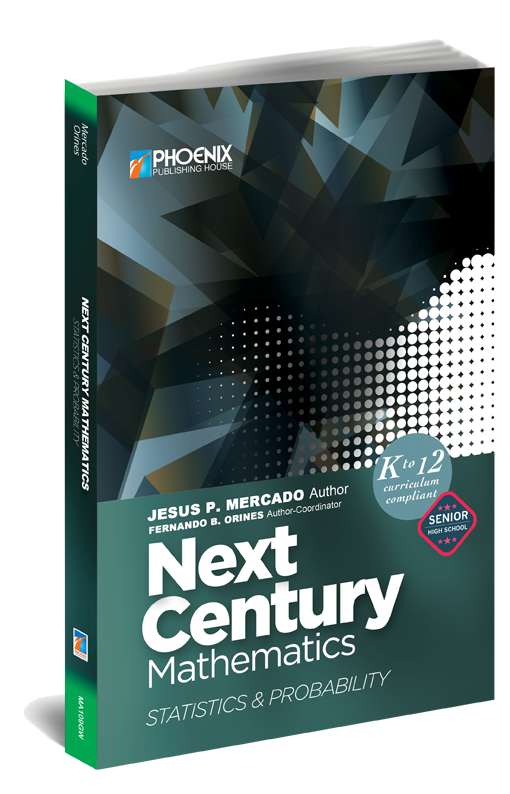 Mercado
Orines
NEXT CENTURY MATHEMATICS
STATISTICS & PROBABILITY
MA109GW
PHOENIX
PUBLISHING HOUSE
K to 12
curriculum
compliant
SENIOR
HIGH SCHOOL
JESUS P. MERCADO Author
FERNANDO B. ORINES Author-Coordinator
Next
Century
Mathematics
STATISTICS & PROBABILITY